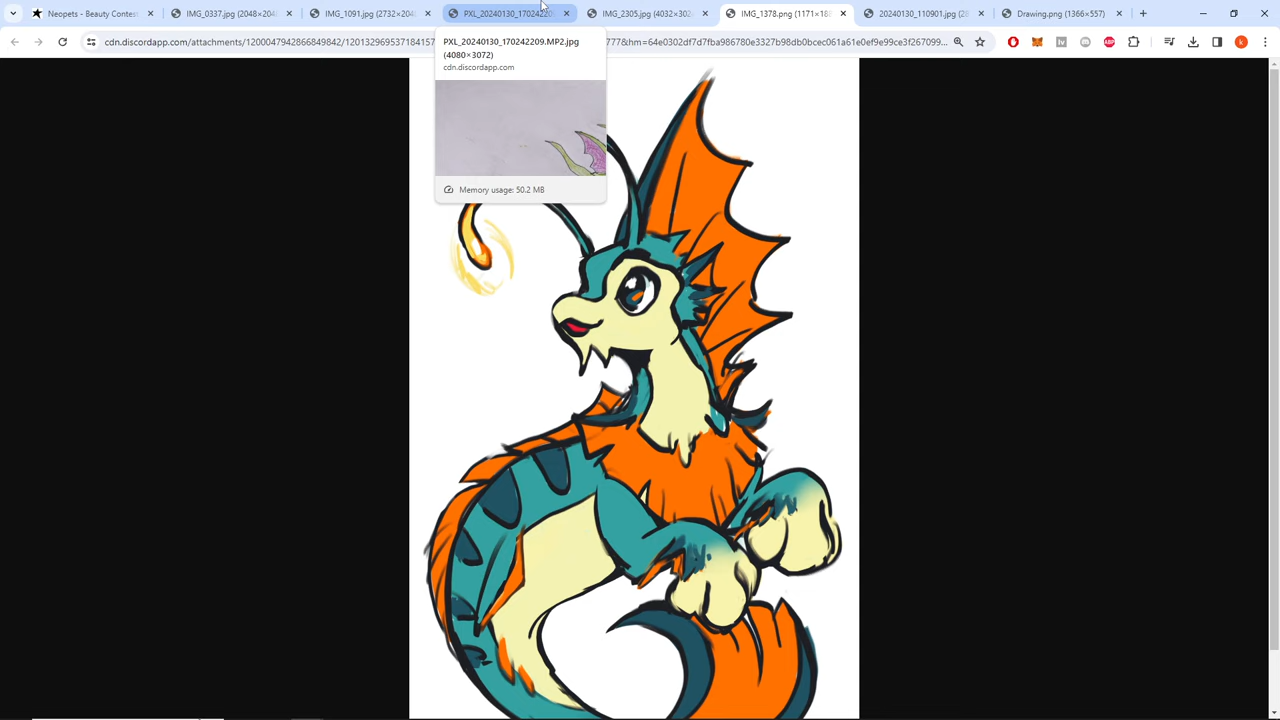 Neopets - Beauty Contes
IMG_0337.jpg (2048×204
IMG_1091.jpg (2732×204
PXL_20240130_170242209
IMG_2305.jpg (4032×302
IMG_1378.png (1171×18
20240130_110901.jpg (28
Drawing.png (1366×557)
PXL_20240130_170242209.MP2.jpg
(4080×3072)
cdn.discordapp.com
Memory usage: 50.2 MB